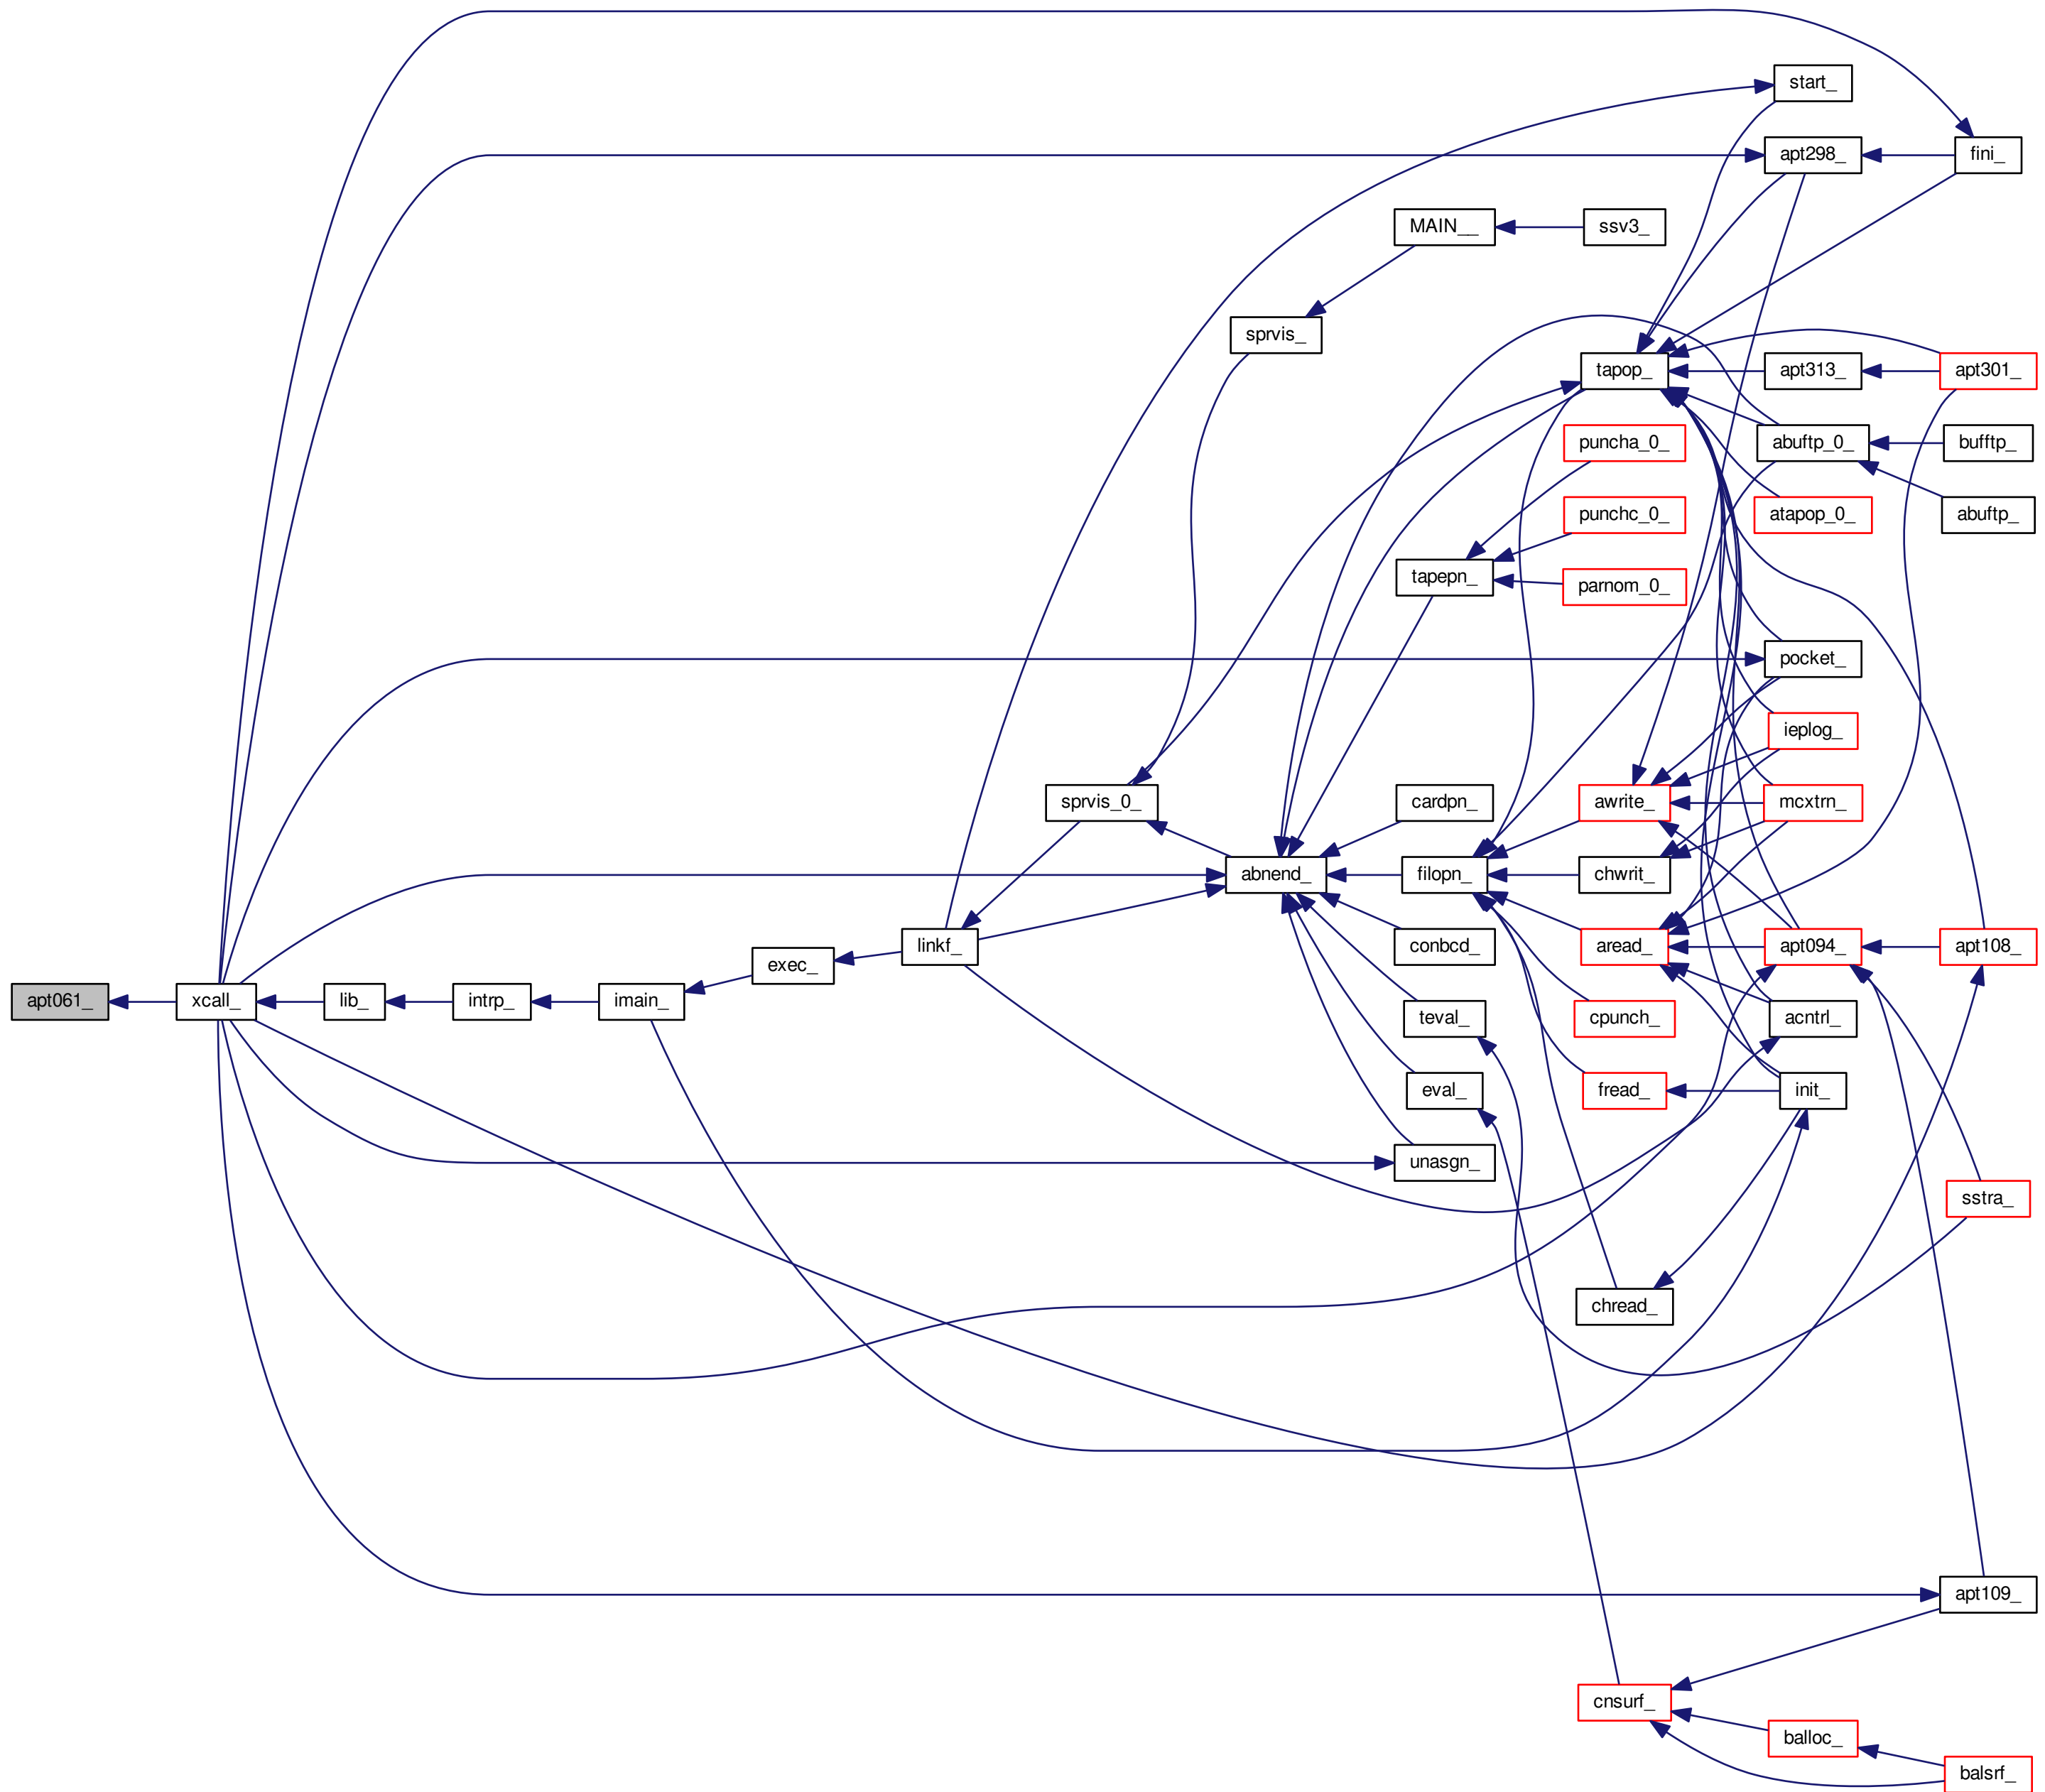 start_
apt298_
fini_
MAIN__
ssv3_
sprvis_
tapop_
apt313_
apt301_
puncha_0_
abuftp_0_
bufftp_
punchc_0_
atapop_0_
abuftp_
tapepn_
parnom_0_
pocket_
ieplog_
sprvis_0_
cardpn_
awrite_
mcxtrn_
abnend_
filopn_
chwrit_
linkf_
conbcd_
aread_
apt094_
apt108_
exec_
apt061_
xcall_
lib_
intrp_
imain_
teval_
cpunch_
acntrl_
eval_
fread_
init_
unasgn_
sstra_
chread_
apt109_
cnsurf_
balloc_
balsrf_